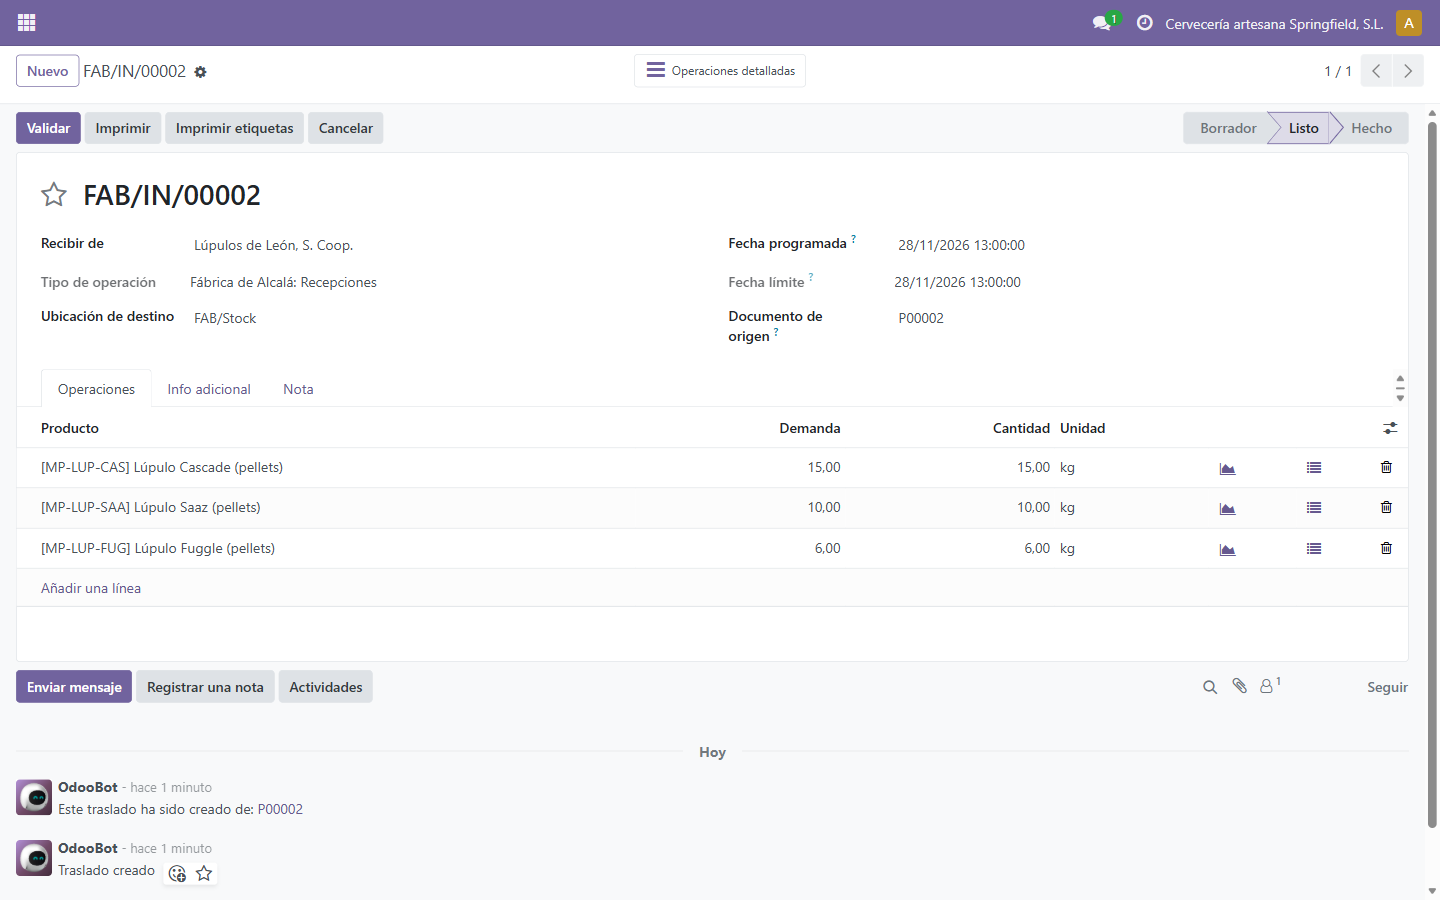 1
Cervecería artesana Springfield, S.L.
A
Nuevo
FAB/IN/00002
Operaciones detalladas
1 / 1
Validar
Imprimir
Imprimir etiquetas
Cancelar
Borrador
Listo
Hecho
FAB/IN/00002
Recibir de
Lúpulos de León, S. Coop.
Fecha programada ?
28/11/2026 13:00:00
Tipo de operación
Fábrica de Alcalá: Recepciones
Fecha límite ?
28/11/2026 13:00:00
Ubicación de destino
FAB/Stock
Documento de
origen ?
P00002
Operaciones
Info adicional
Nota
Producto
Demanda
Cantidad
Unidad
[MP-LUP-CAS] Lúpulo Cascade (pellets)
15,00
15,00
kg
[MP-LUP-SAA] Lúpulo Saaz (pellets)
10,00
10,00
kg
[MP-LUP-FUG] Lúpulo Fuggle (pellets)
6,00
6,00
kg
Añadir una línea
Enviar mensaje
Registrar una nota
Actividades
1
Seguir
Hoy
OdooBot - hace 1 minuto
Este traslado ha sido creado de: P00002
OdooBot - hace 1 minuto
Traslado creado